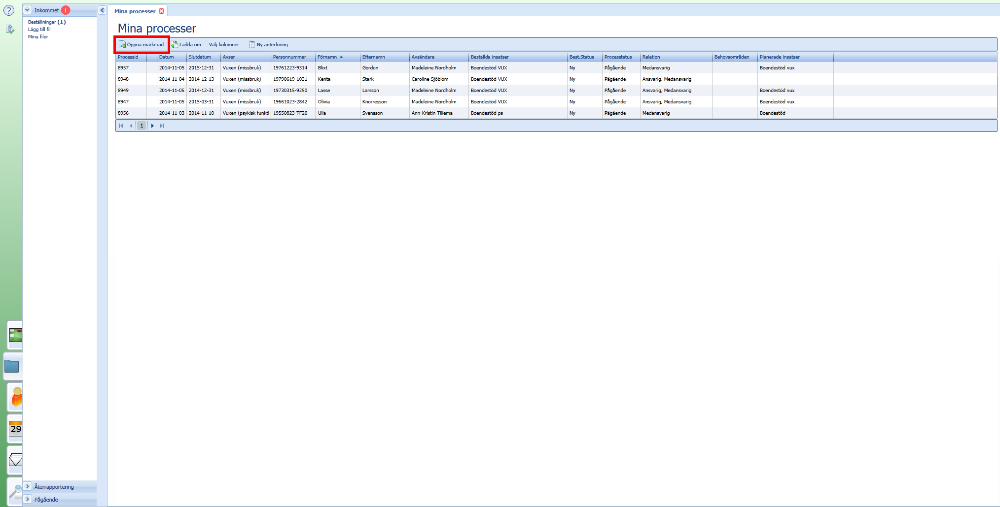 Inkommet 1
Beställningar (1)
Lägg till fil
Mina filer
Mina processer
Mina processer
Öppna markerad Ladda om Välj kolumner Ny anteckning
Processid Datum Slutdatum Avser Personnummer Förnamn Efternamn Avsändare Beställda insatser Best.Status Processtatus Relation Behovsområden Planerade insatser
8957 2014-11-05 2015-12-31 Vuxen (missbruk) 19761223-9314 Blixt Gordon Madeleine Nordholm Boendestöd VUX Ny Pågående Medansvarig Boendestöd vux
8948 2014-11-04 2014-12-13 Vuxen (missbruk) 19790619-1031 Kenta Stark Caroline Sjöblom Boendestöd VUX Ny Pågående Ansvarig, Medansvarig
8949 2014-11-05 2014-12-31 Vuxen (missbruk) 19730315-9250 Lasse Larsson Madeleine Nordholm Boendestöd VUX Ny Pågående Ansvarig, Medansvarig Boendestöd vux
8947 2014-11-05 2015-03-31 Vuxen (missbruk) 19661023-2842 Olivia Knorresson Madeleine Nordholm Boendestöd VUX Ny Pågående Ansvarig, Medansvarig Boendestöd vux
8956 2014-11-03 2014-11-10 Vuxen (psykisk funkti 19550823-TF20 Ulla Svensson Ann-Kristin Tillema Boendestöd ps Ny Pågående Medansvarig Boendestöd
1
29
Återrapportering
Pågående